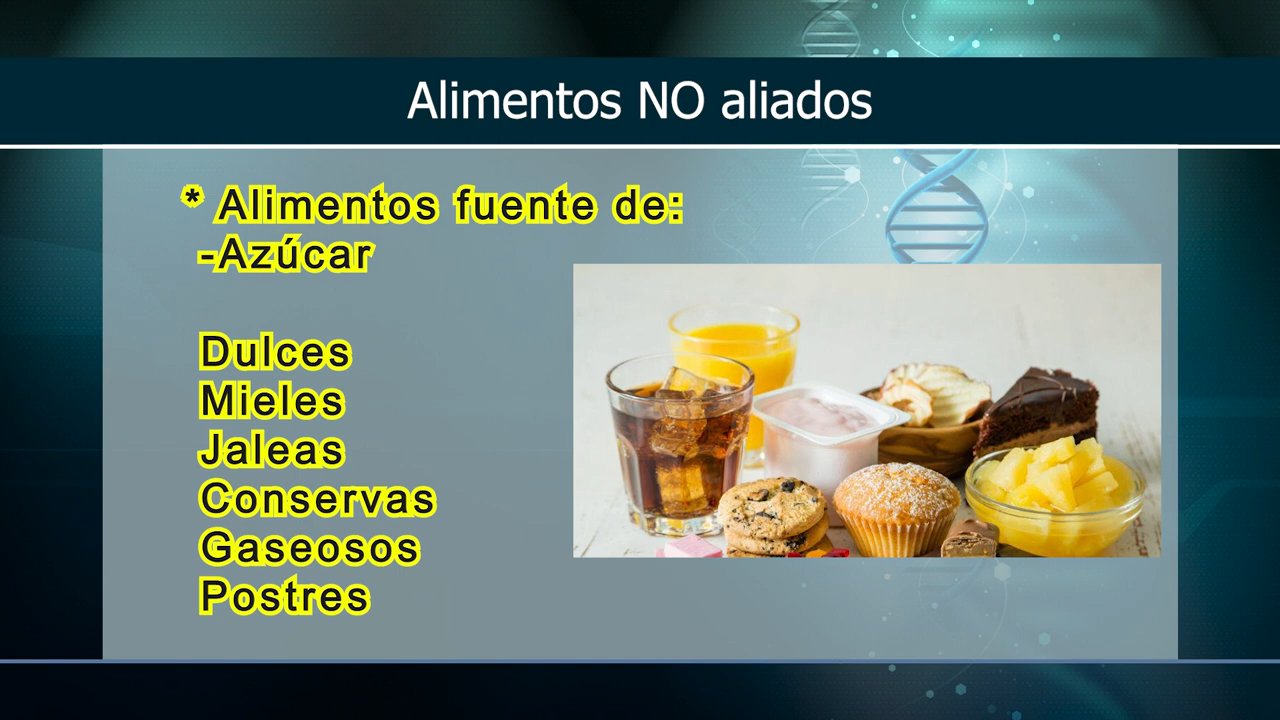 Alimentos NO aliados
* Alimentos fuente de:
-Azúcar
Dulces
Mieles
Jaleas
Conservas
Gaseosos
Postres